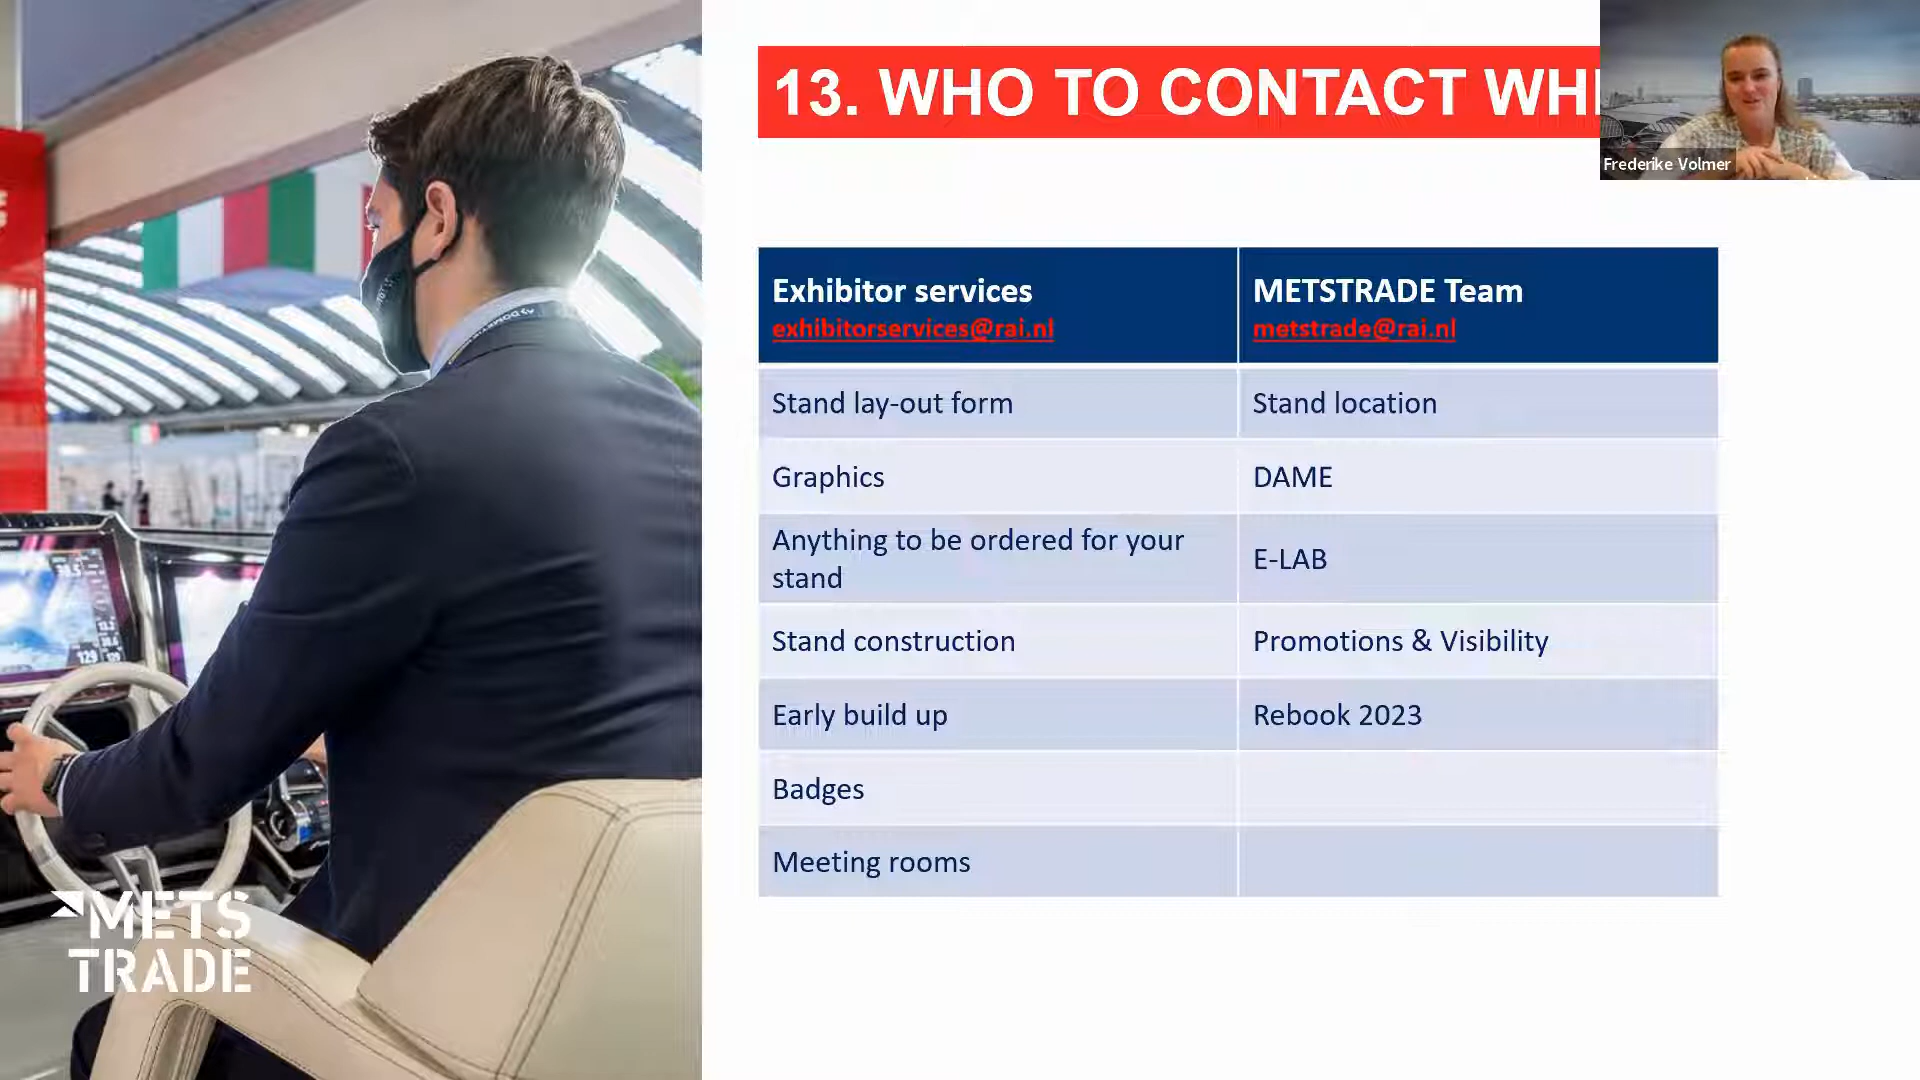 13. WHO TO CONTACT WH
Frederike Volmer
Exhibitor services
exhibitorservices@rai.nl
METSTRADE Team
metstrade@rai.nl
Stand lay-out form
Stand location
Graphics
DAME
Anything to be ordered for your
stand
E-LAB
Stand construction
Promotions & Visibility
Early build up
Rebook 2023
Badges
Meeting rooms
METS
TRADE
129